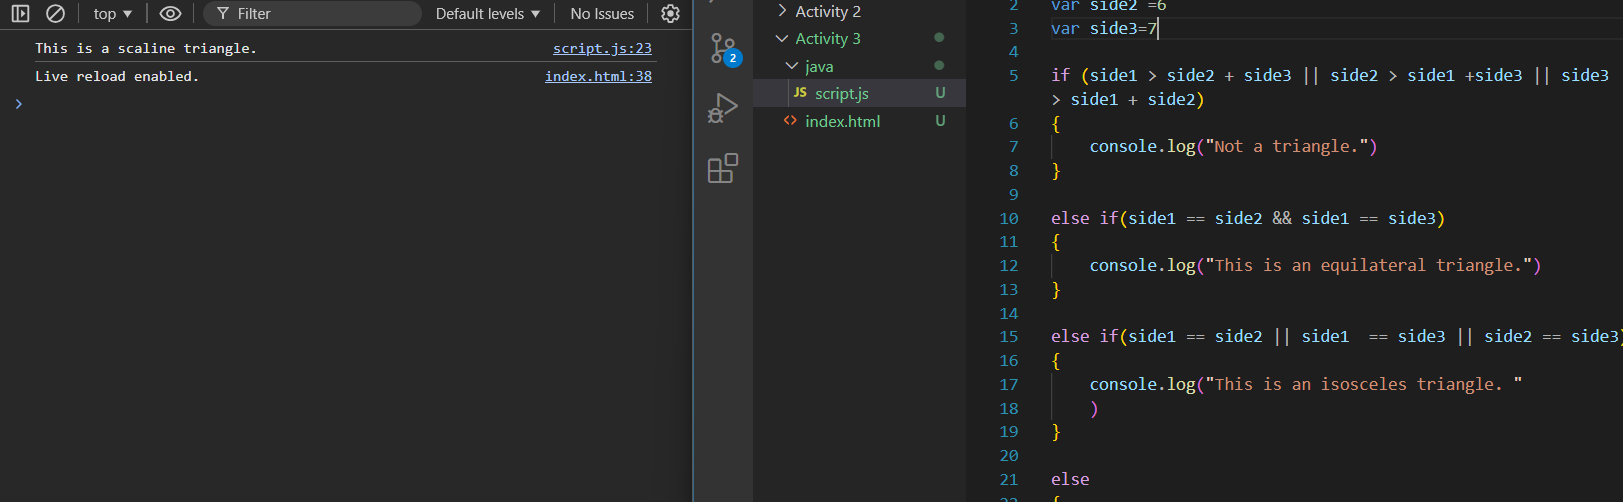 top
Filter
Default levels
No Issues
This is a scaline triangle.
script.js:23
Live reload enabled.
index.html:38
2
Activity 2
Activity 3
java
JS script.js U
index.html U
2 var side2 =6
3 var side3=7
4
5 if (side1 > side2 + side3 || side2 > side1 +side3 || side3
> side1 + side2)
6 {
7 console.log("Not a triangle.")
8 }
9
10 else if(side1 == side2 && side1 == side3)
11 {
12 console.log("This is an equilateral triangle.")
13 }
14
15 else if(side1 == side2 || side1  == side3 || side2 == side3)
16 {
17 console.log("This is an isosceles triangle. "
18 )
19 }
20
21 else
22 {